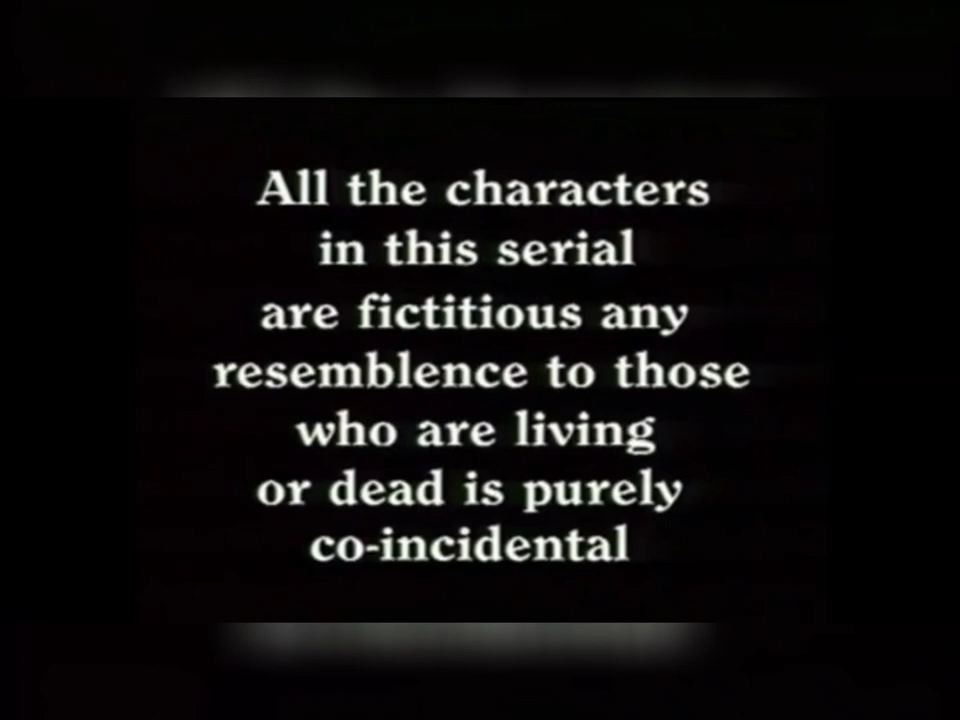 All the characters
in this serial
are fictitious any
resemblence to those
who are living
or dead is purely
co-incidental